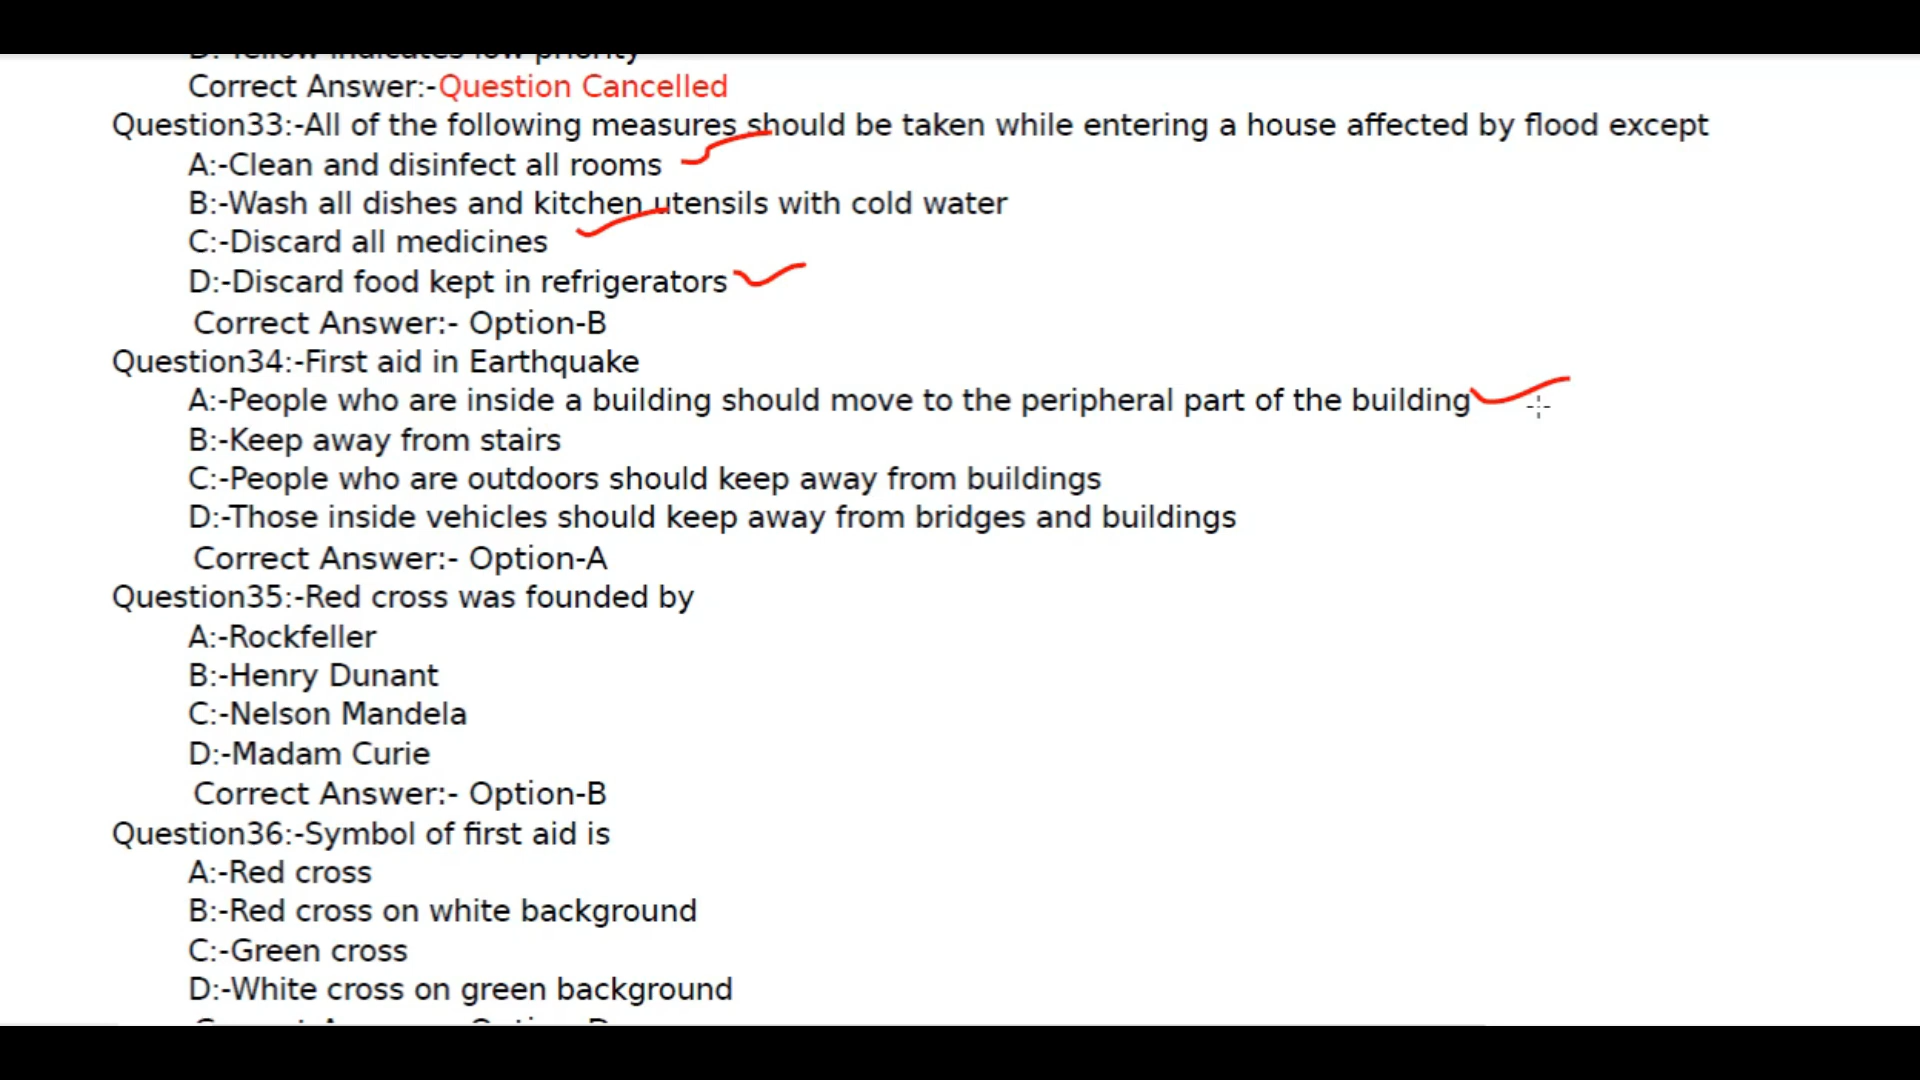 D:-Yellow indicates low priority
Correct Answer:-Question Cancelled
Question33:-All of the following measures should be taken while entering a house affected by flood except
A:-Clean and disinfect all rooms
B:-Wash all dishes and kitchen utensils with cold water
C:-Discard all medicines
D:-Discard food kept in refrigerators
Correct Answer:- Option-B
Question34:-First aid in Earthquake
A:-People who are inside a building should move to the peripheral part of the building
B:-Keep away from stairs
C:-People who are outdoors should keep away from buildings
D:-Those inside vehicles should keep away from bridges and buildings
Correct Answer:- Option-A
Question35:-Red cross was founded by
A:-Rockfeller
B:-Henry Dunant
C:-Nelson Mandela
D:-Madam Curie
Correct Answer:- Option-B
Question36:-Symbol of first aid is
A:-Red cross
B:-Red cross on white background
C:-Green cross
D:-White cross on green background